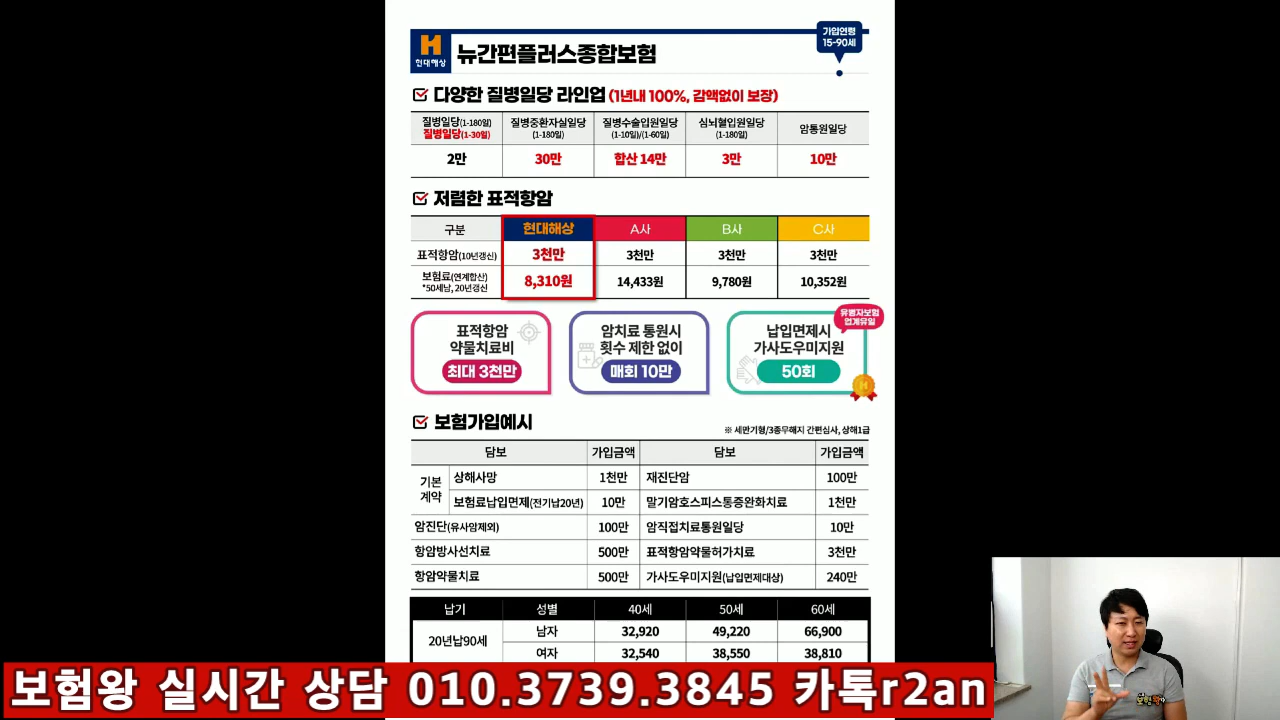 가입연령
15-90세
H
현대해상
뉴간편플러스종합보험
다양한 질병일당 라인업 (1년내 100%, 감액없이 보장)
질병일당(1-180일) 질병중환자실일당 질병수술입원일당 심뇌혈입원일당 암통원일당
질병일당(1-30일) (1-180일) (1-10일)/(1-60일) (1-180일)
2만 30만 합산 14만 3만 10만
저렴한 표적항암
구분 현대해상 A사 B사 C사
표적항암(10년갱신) 3천만 3천만 3천만 3천만
보험료(연계합산) 8,310원 14,433원 9,780원 10,352원
*50세남, 20년갱신
유병자보험
업계유일
표적항암 암치료 통원시 납입면제시
약물치료비 횟수 제한 없이 가사도우미지원
최대 3천만 매회 10만 50회
보험가입예시
※ 세만기형/3종무해지 간편심사, 상해1급
담보 가입금액 담보 가입금액
기본계약 상해사망 1천만 재진단암 100만
보험료납입면제(전기납20년) 10만 말기암호스피스통증완화치료 1천만
암진단(유사암제외) 100만 암직접치료통원일당 10만
항암방사선치료 500만 표적항암약물허가치료 3천만
항암약물치료 500만 가사도우미지원(납입면제대상) 240만
납기 성별 40세 50세 60세
20년납90세 남자 32,920 49,220 66,900
여자 32,540 38,550 38,810
보험왕 실시간 상담 010.3739.3845 카톡r2an